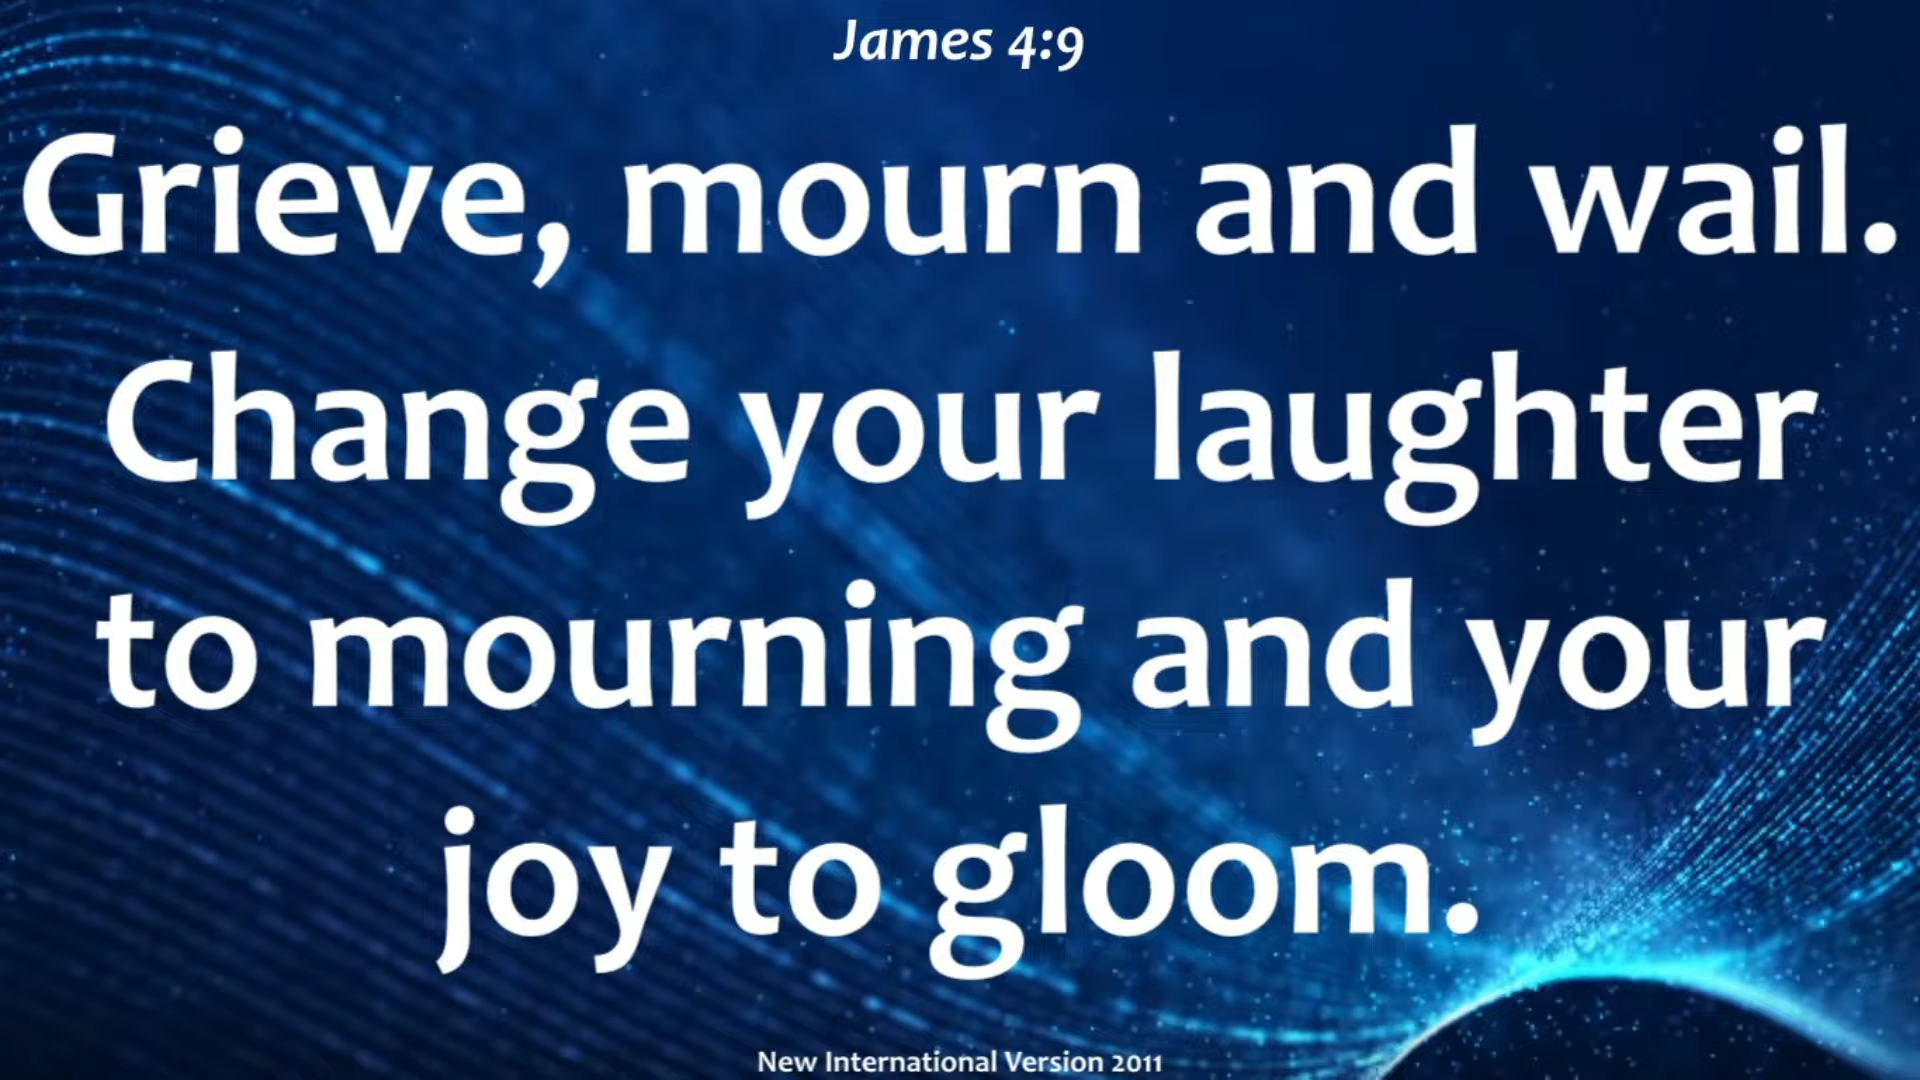 James 4:9
Grieve, mourn and wail.
Change your laughter
to mourning and your
joy to gloom.
New International Version 2011